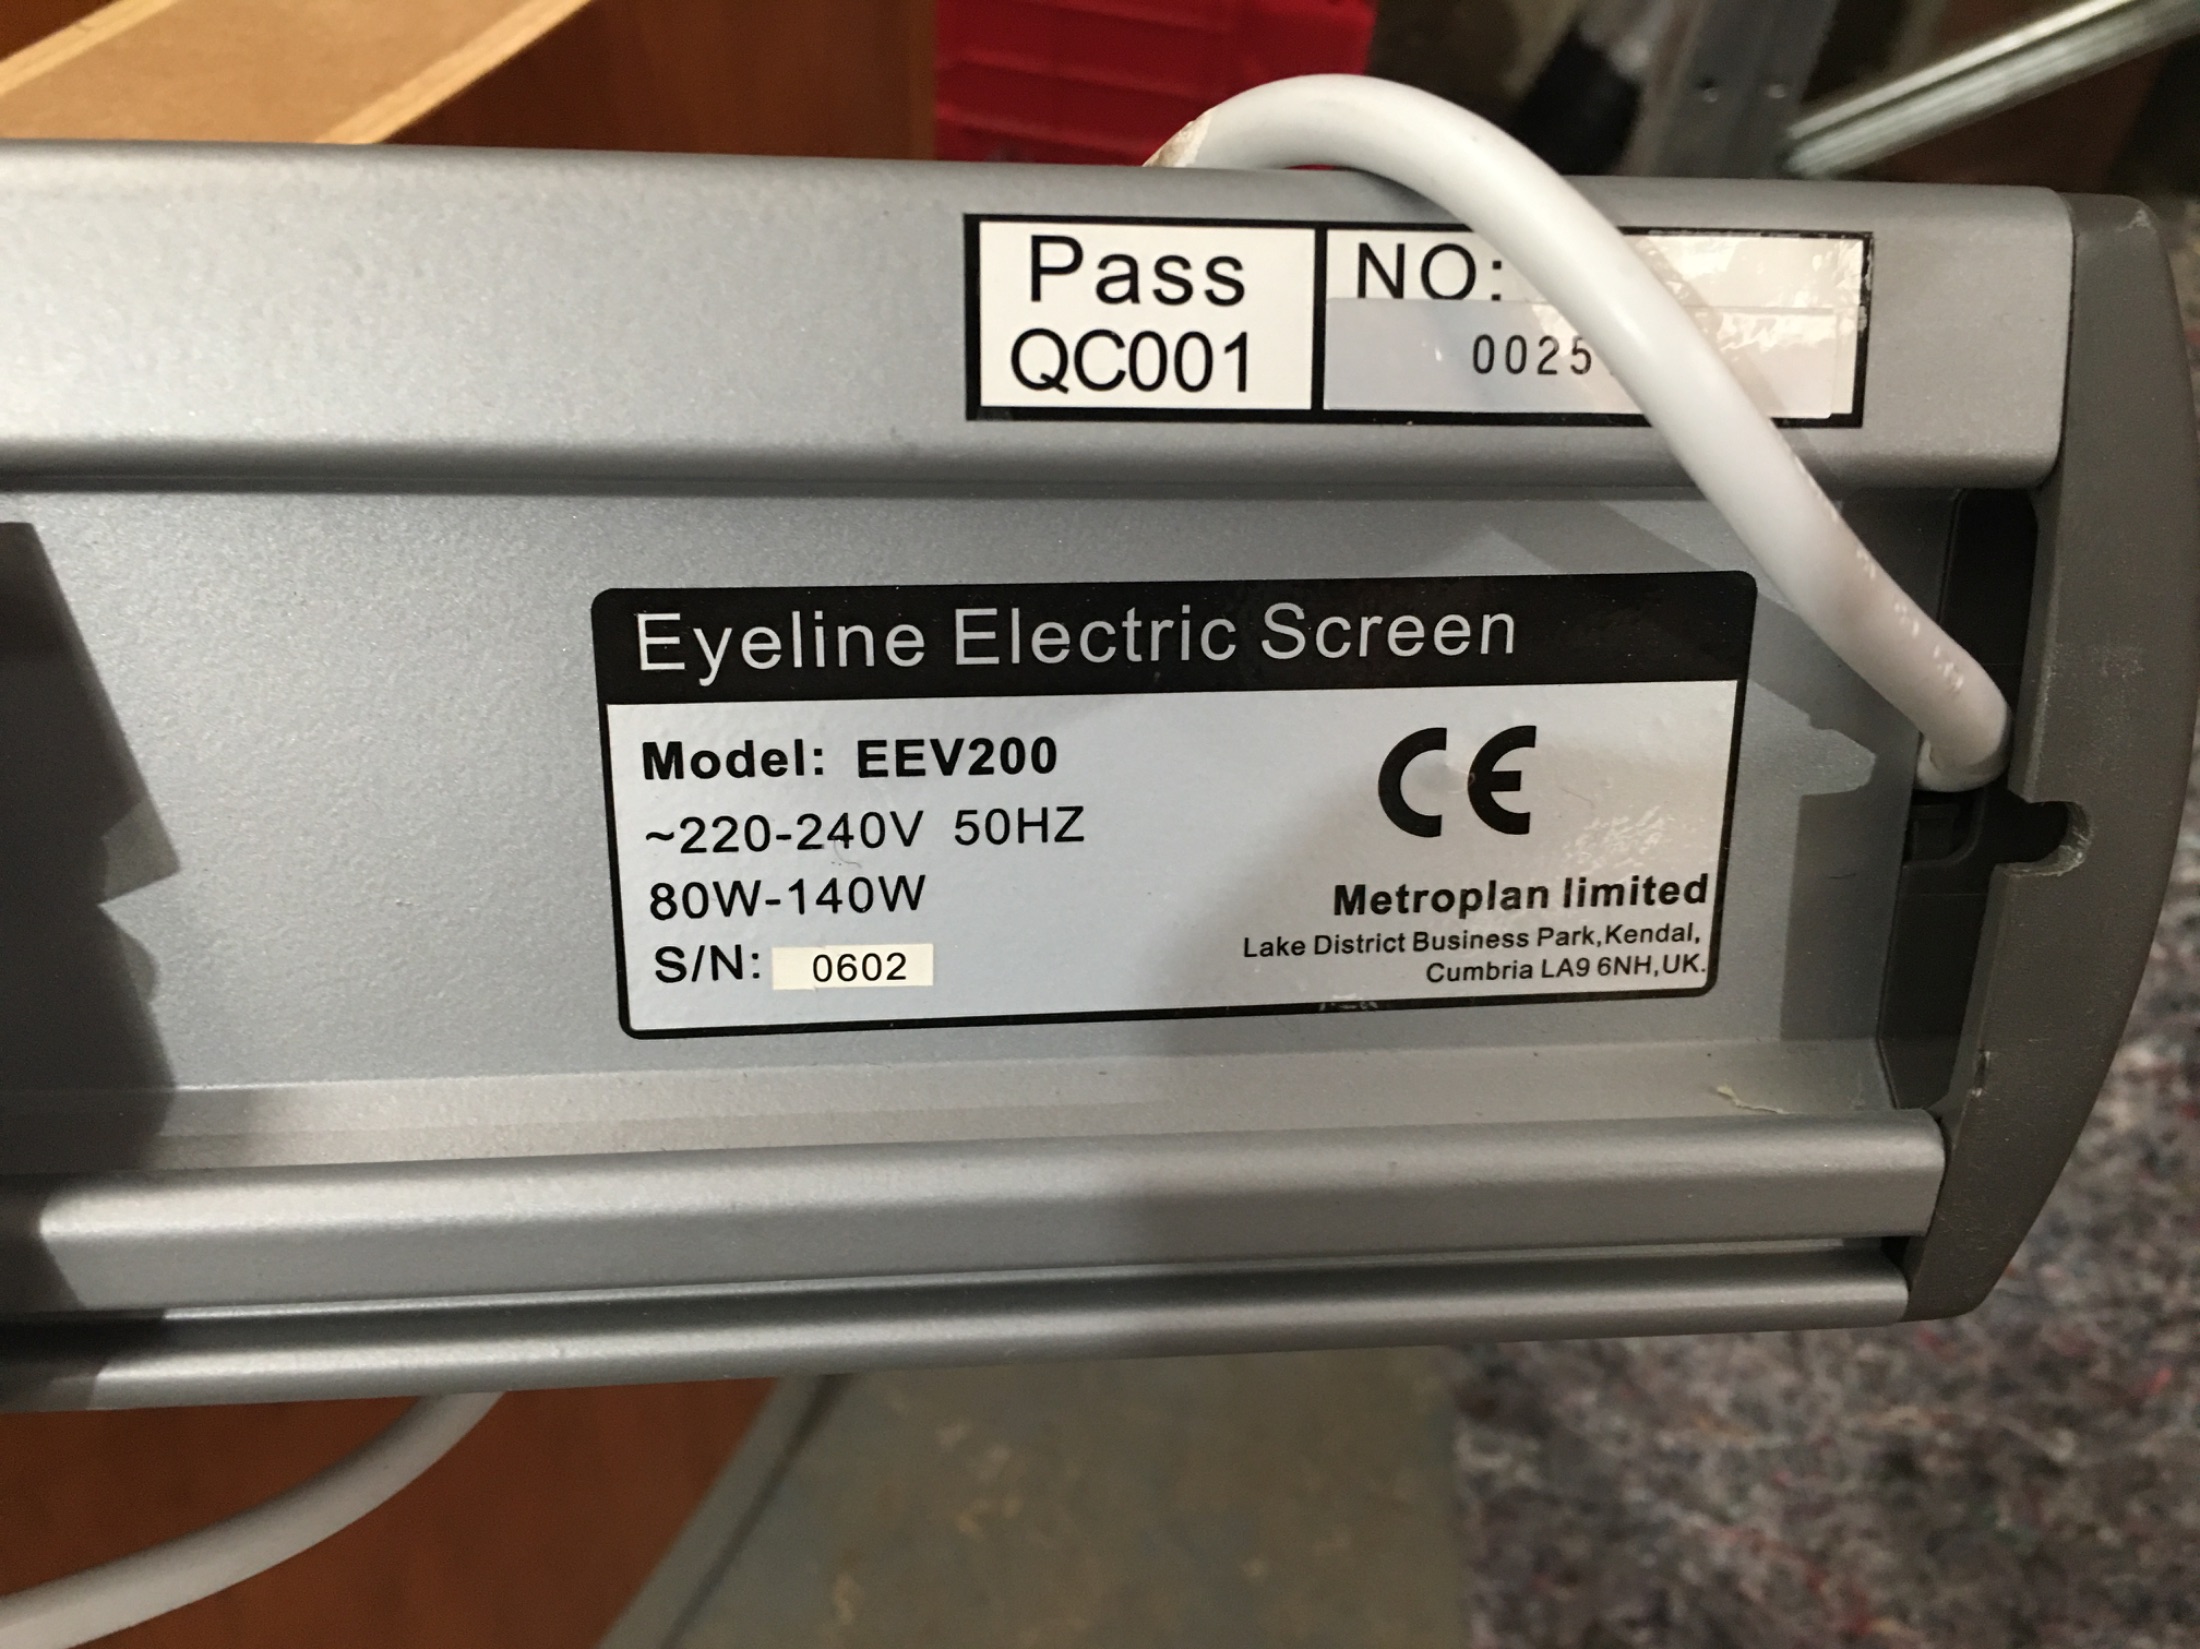 Pass
QC001
NO:
0025
Eyeline Electric Screen
Model: EEV200
~220-240V 50HZ
80W-140W
S/N: 0602
CE
Metroplan limited
Lake District Business Park,Kendal,
Cumbria LA9 6NH,UK.